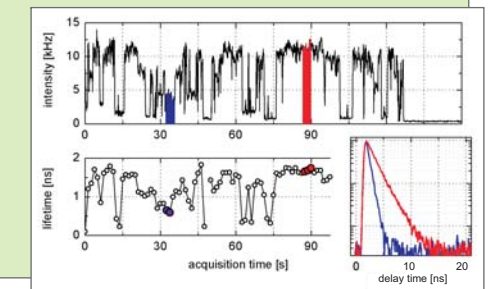 intensity [kHz]
15
10
5
0
0 30 60 90
lifetime [ns]
2
1
0
0 30 60 90
acquisition time [s]
0 10 20
delay time [ns]